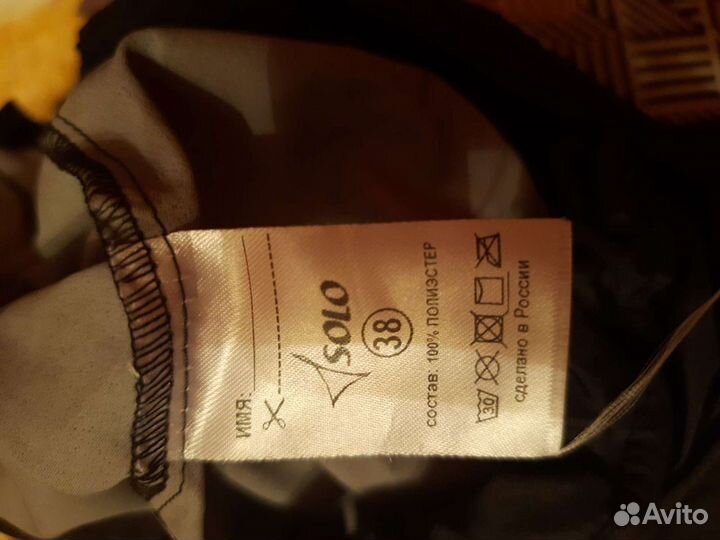 ИМЯ:
SOLO
38
состав: 100% ПОЛИЭСТЕР
30
сделано в России
Avito